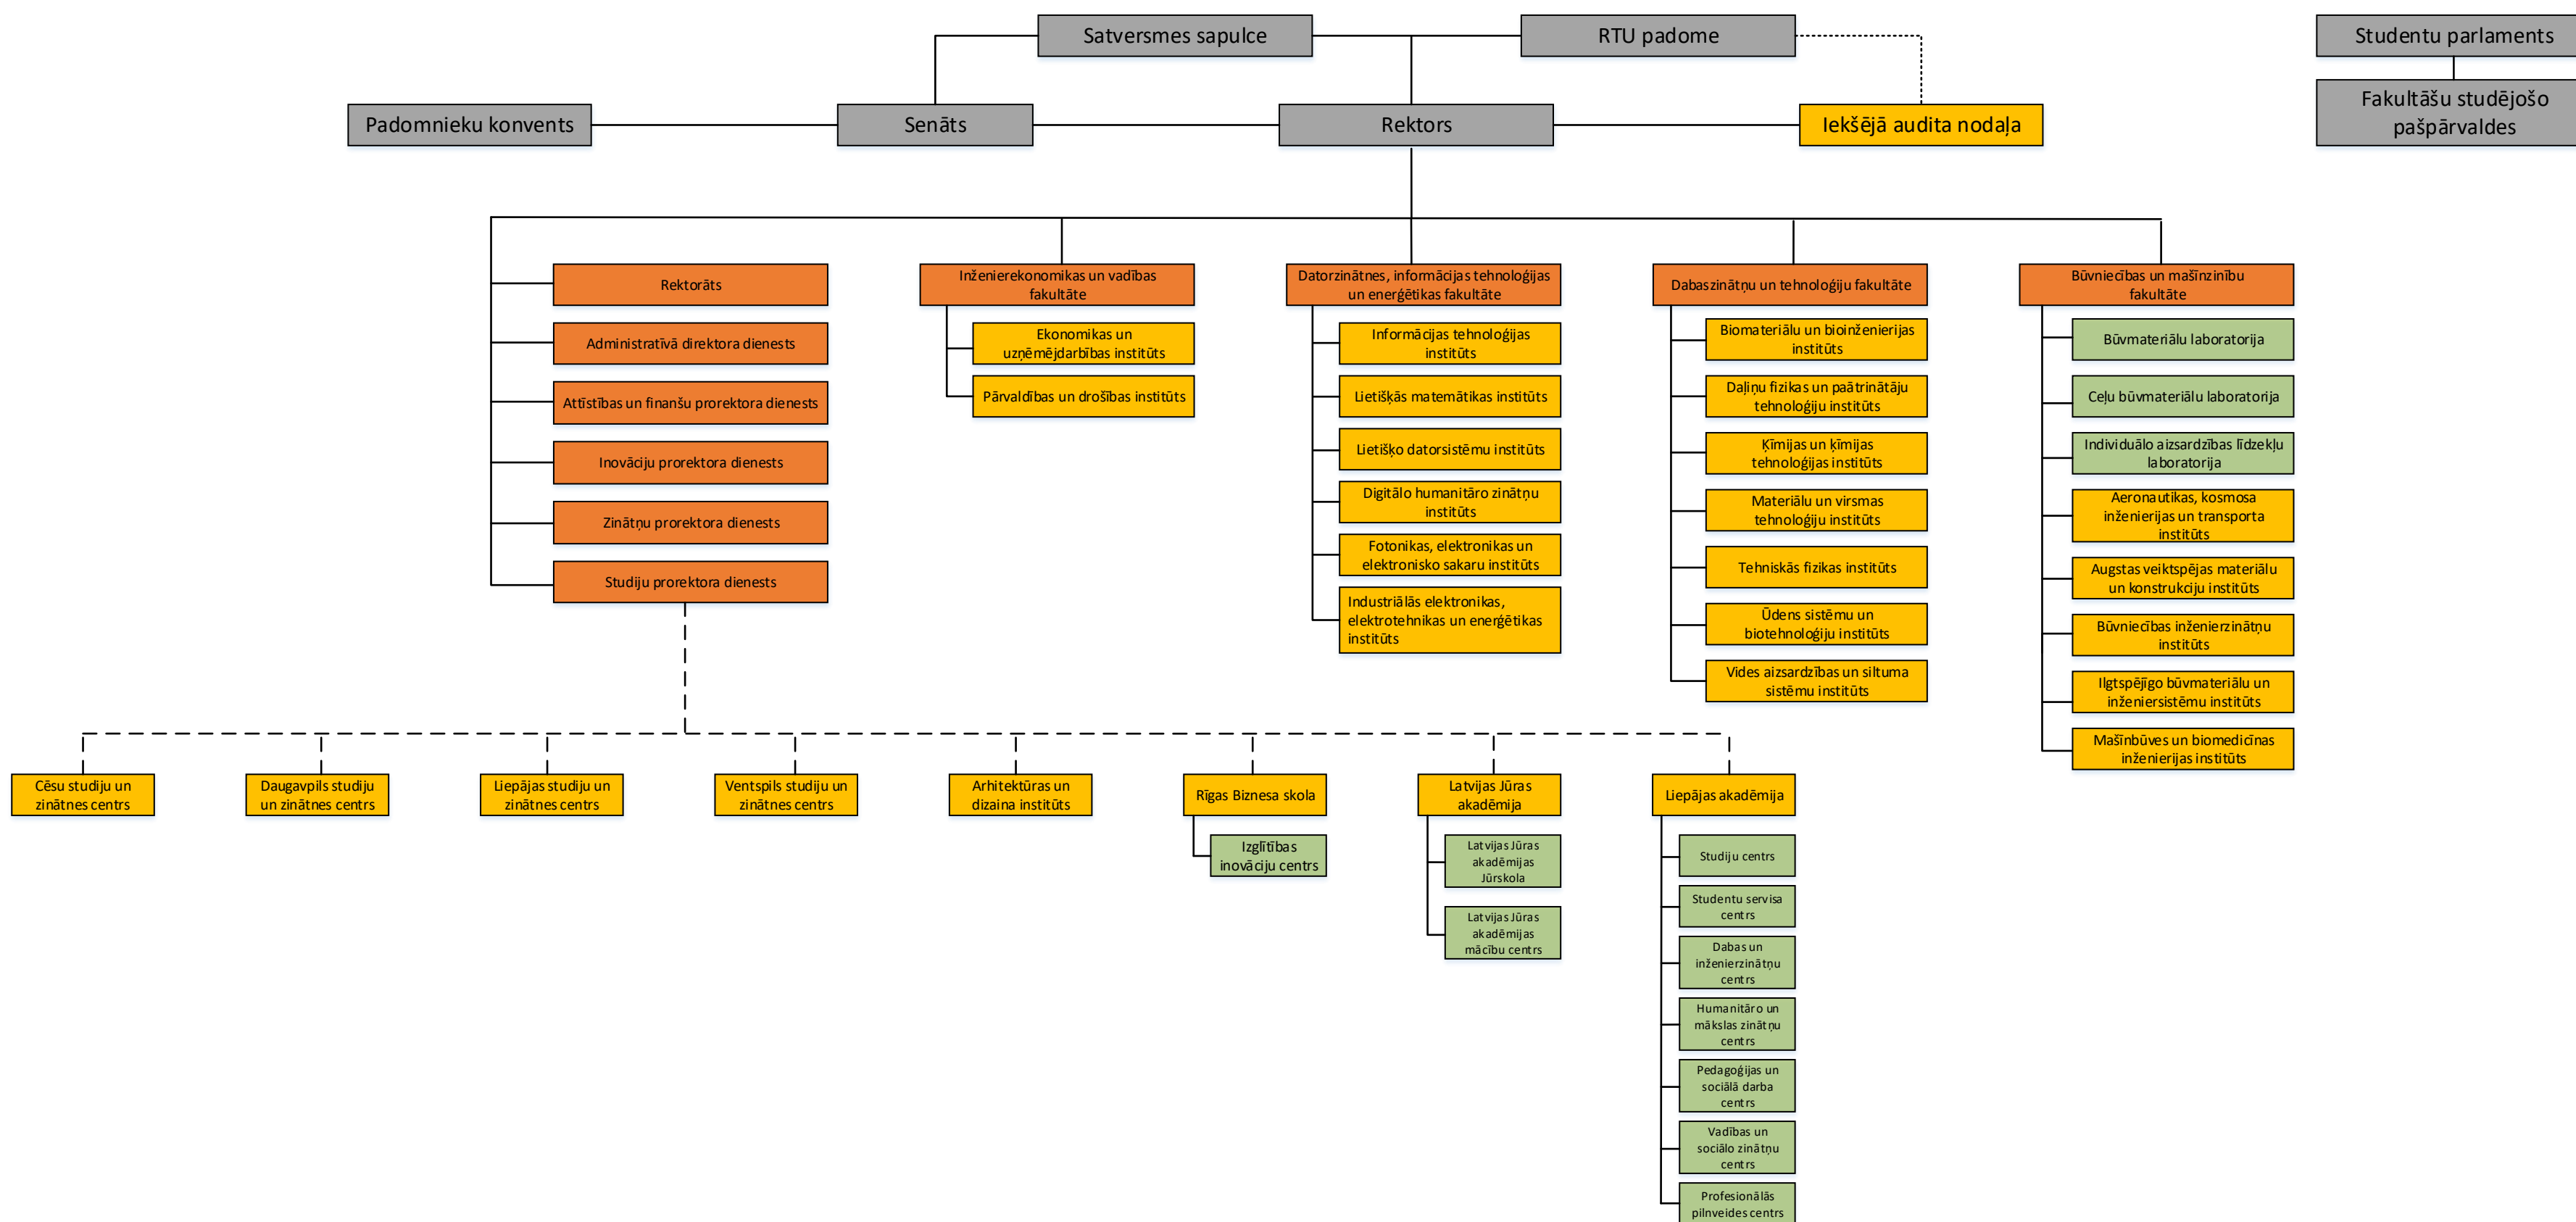 Satversmes sapulce
RTU padome
Studentu parlaments
Padomnieku konvents
Senāts
Rektors
Iekšējā audita nodaļa
Fakultāšu studējošo
pašpārvaldes
Rektorāts
Administratīvā direktora dienests
Attīstības un finanšu prorektora dienests
Inovāciju prorektora dienests
Zinātņu prorektora dienests
Studiju prorektora dienests
Inženierekonomikas un vadības
fakultāte
Ekonomikas un
uzņēmējdarbības institūts
Pārvaldības un drošības institūts
Datorzinātnes, informācijas tehnoloģijas
un enerģētikas fakultāte
Informācijas tehnoloģijas
institūts
Lietišķās matemātikas institūts
Lietišķo datorsistēmu institūts
Digitālo humanitāro zinātņu
institūts
Fotonikas, elektronikas un
elektronisko sakaru institūts
Industriālās elektronikas,
elektrotehnikas un enerģētikas
institūts
Dabaszinātņu un tehnoloģiju fakultāte
Biomateriālu un bioinženierijas
institūts
Daļiņu fizikas un paātrinātāju
tehnoloģiju institūts
Ķīmijas un ķīmijas
tehnoloģijas institūts
Materiālu un virsmas
tehnoloģiju institūts
Tehniskās fizikas institūts
Ūdens sistēmu un
biotehnoloģiju institūts
Vides aizsardzības un siltuma
sistēmu institūts
Būvniecības un mašīnzinību
fakultāte
Būvmateriālu laboratorija
Ceļu būvmateriālu laboratorija
Individuālo aizsardzības līdzekļu
laboratorija
Aeronautikas, kosmosa
inženierijas un transporta
institūts
Augstas veiktspējas materiālu
un konstrukciju institūts
Būvniecības inženierzinātņu
institūts
Ilgtspējīgo būvmateriālu un
inženiersistēmu institūts
Mašīnbūves un biomedicīnas
inženierijas institūts
Cēsu studiju un
zinātnes centrs
Daugavpils studiju
un zinātnes centrs
Liepājas studiju un
zinātnes centrs
Ventspils studiju un
zinātnes centrs
Arhitektūras un
dizaina institūts
Rīgas Biznesa skola
Izglītības
inovāciju centrs
Latvijas Jūras
akadēmija
Latvijas Jūras
akadēmijas
Jūrskola
Latvijas Jūras
akadēmijas
mācību centrs
Liepājas akadēmija
Studiju centrs
Studentu servisa
centrs
Dabas un
inženierzinātņu
centrs
Humanitāro un
mākslas zinātņu
centrs
Pedagoģijas un
sociālā darba
centrs
Vadības un
sociālo zinātņu
centrs
Profesionālās
pilnveides centrs